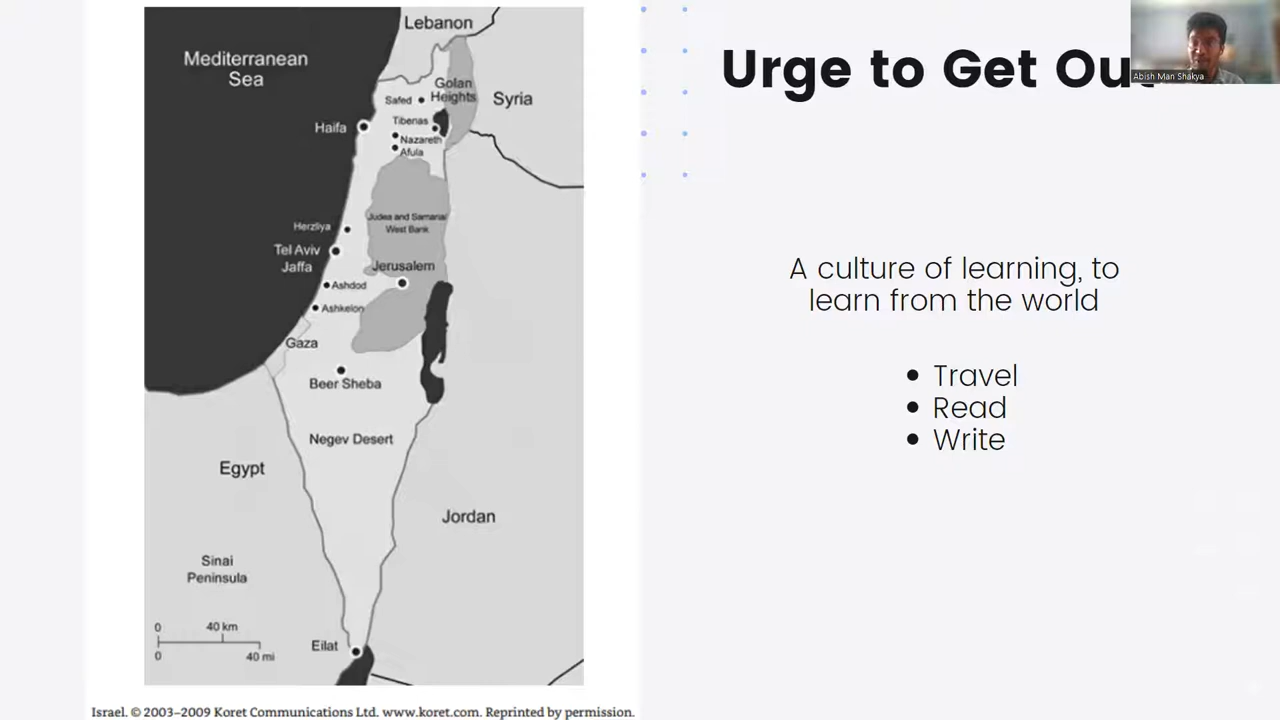 Lebanon
Mediterranean
Sea
Golan
Heights
Safed
Syria
Tiberias
Haifa
Nazareth
Afula
Judea and Samaria/
West Bank
Herzliya
Tel Aviv
Jaffa
Jerusalem
Ashdod
Ashkelon
Gaza
Beer Sheba
Negev Desert
Egypt
Jordan
Sinai
Peninsula
0 40 km
0 40 mi
Eilat
Israel. © 2003–2009 Koret Communications Ltd. www.koret.com. Reprinted by permission.
Urge to Get Out
Abish Man Shakya
A culture of learning, to
learn from the world
• Travel
• Read
• Write